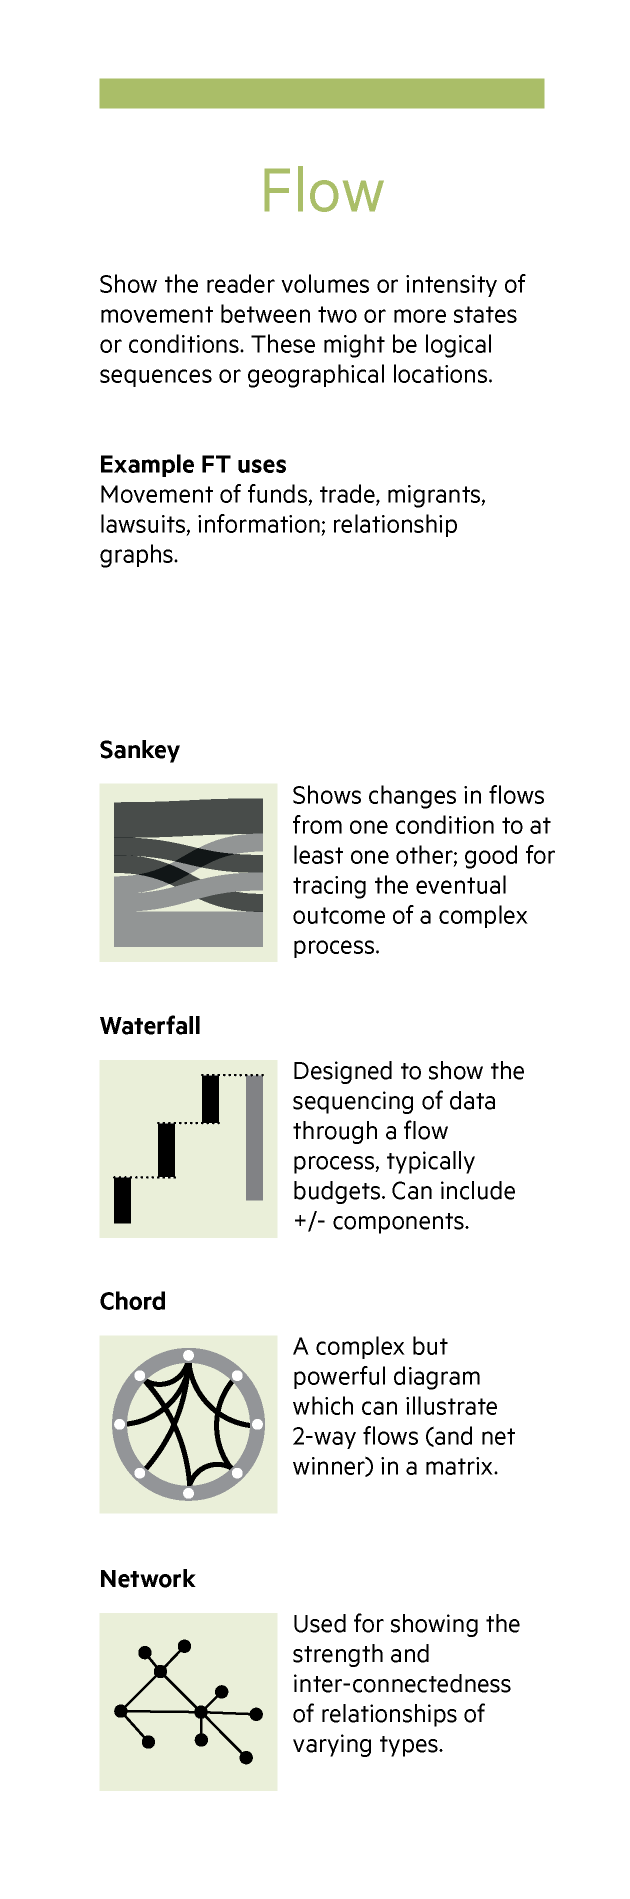 Flow
Show the reader volumes or intensity of
movement between two or more states
or conditions. These might be logical
sequences or geographical locations.
Example FT uses
Movement of funds, trade, migrants,
lawsuits, information; relationship
graphs.
Sankey
Shows changes in flows
from one condition to at
least one other; good for
tracing the eventual
outcome of a complex
process.
Waterfall
Designed to show the
sequencing of data
through a flow
process, typically
budgets. Can include
+/- components.
Chord
A complex but
powerful diagram
which can illustrate
2-way flows (and net
winner) in a matrix.
Network
Used for showing the
strength and
inter-connectedness
of relationships of
varying types.